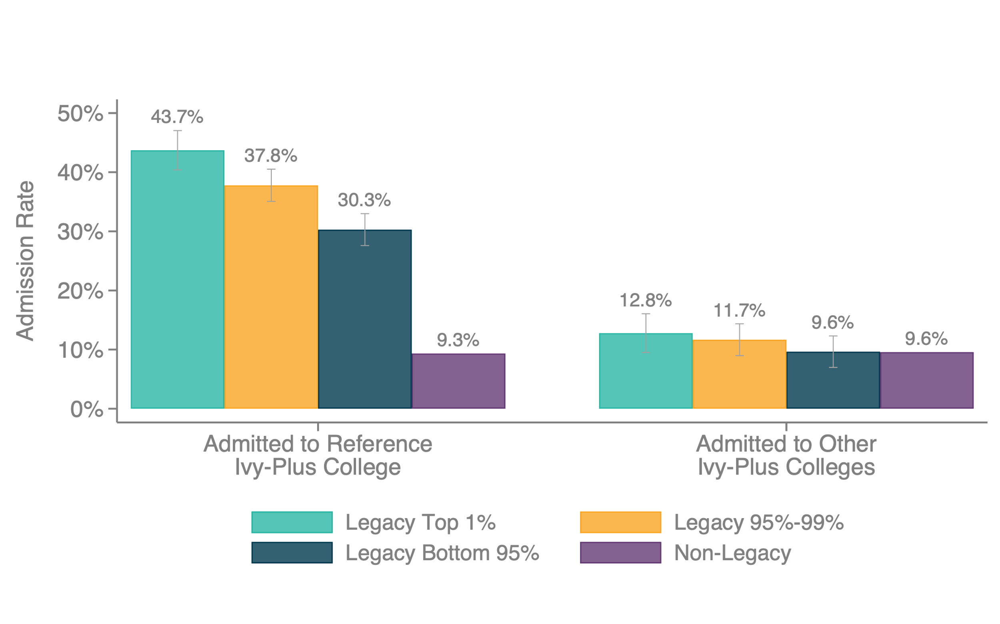 Admission Rate
50%
40%
30%
20%
10%
0%
43.7%
37.8%
30.3%
9.3%
12.8%
11.7%
9.6%
9.6%
Admitted to Reference
Ivy-Plus College
Admitted to Other
Ivy-Plus Colleges
Legacy Top 1%
Legacy 95%-99%
Legacy Bottom 95%
Non-Legacy